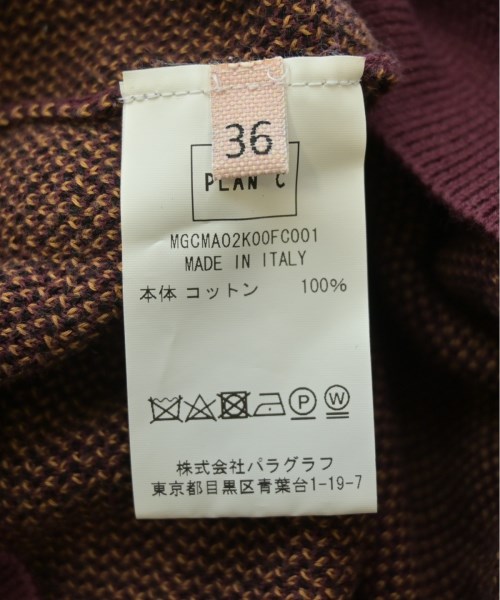 36
PLAN C
MGCMA02K00FC001
MADE IN ITALY
本体 コットン 100%
P W
株式会社パラグラフ
東京都目黒区青葉台1-19-7